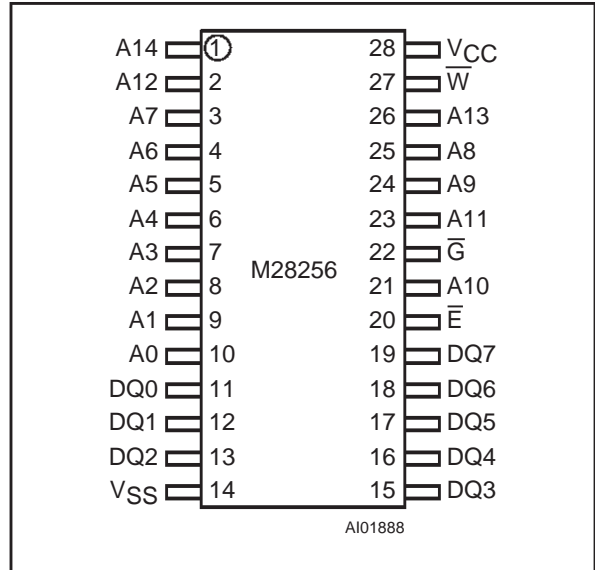 A14 1 28 VCC
A12 2 27 W̅
A7 3 26 A13
A6 4 25 A8
A5 5 24 A9
A4 6 23 A11
A3 7 22 G̅
M28256
A2 8 21 A10
A1 9 20 E̅
A0 10 19 DQ7
DQ0 11 18 DQ6
DQ1 12 17 DQ5
DQ2 13 16 DQ4
VSS 14 15 DQ3
AI01888